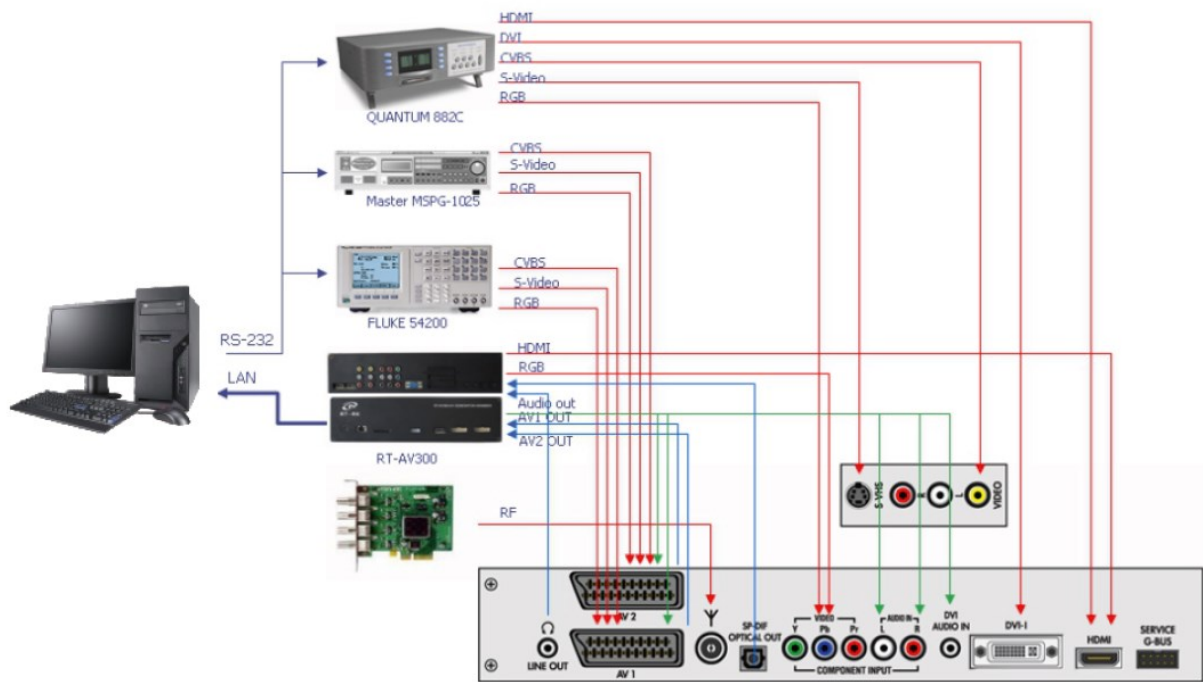 HDMI
DVI
CVBS
S-Video
RGB
QUANTUM 882C
CVBS
S-Video
RGB
Master MSPG-1025
CVBS
S-Video
RGB
FLUKE 54200
RS-232
LAN
HDMI
RGB
Audio out
AV1 OUT
AV2 OUT
RT-AV300
RF
S-VHS
R
L
VIDEO
AV 2
AV 1
LINE OUT
SP-DIF
OPTICAL OUT
VIDEO
Y
Pb
Pr
AUDIO IN
L
R
COMPONENT INPUT
DVI
AUDIO IN
DVI-I
HDMI
SERVICE
G-BUS